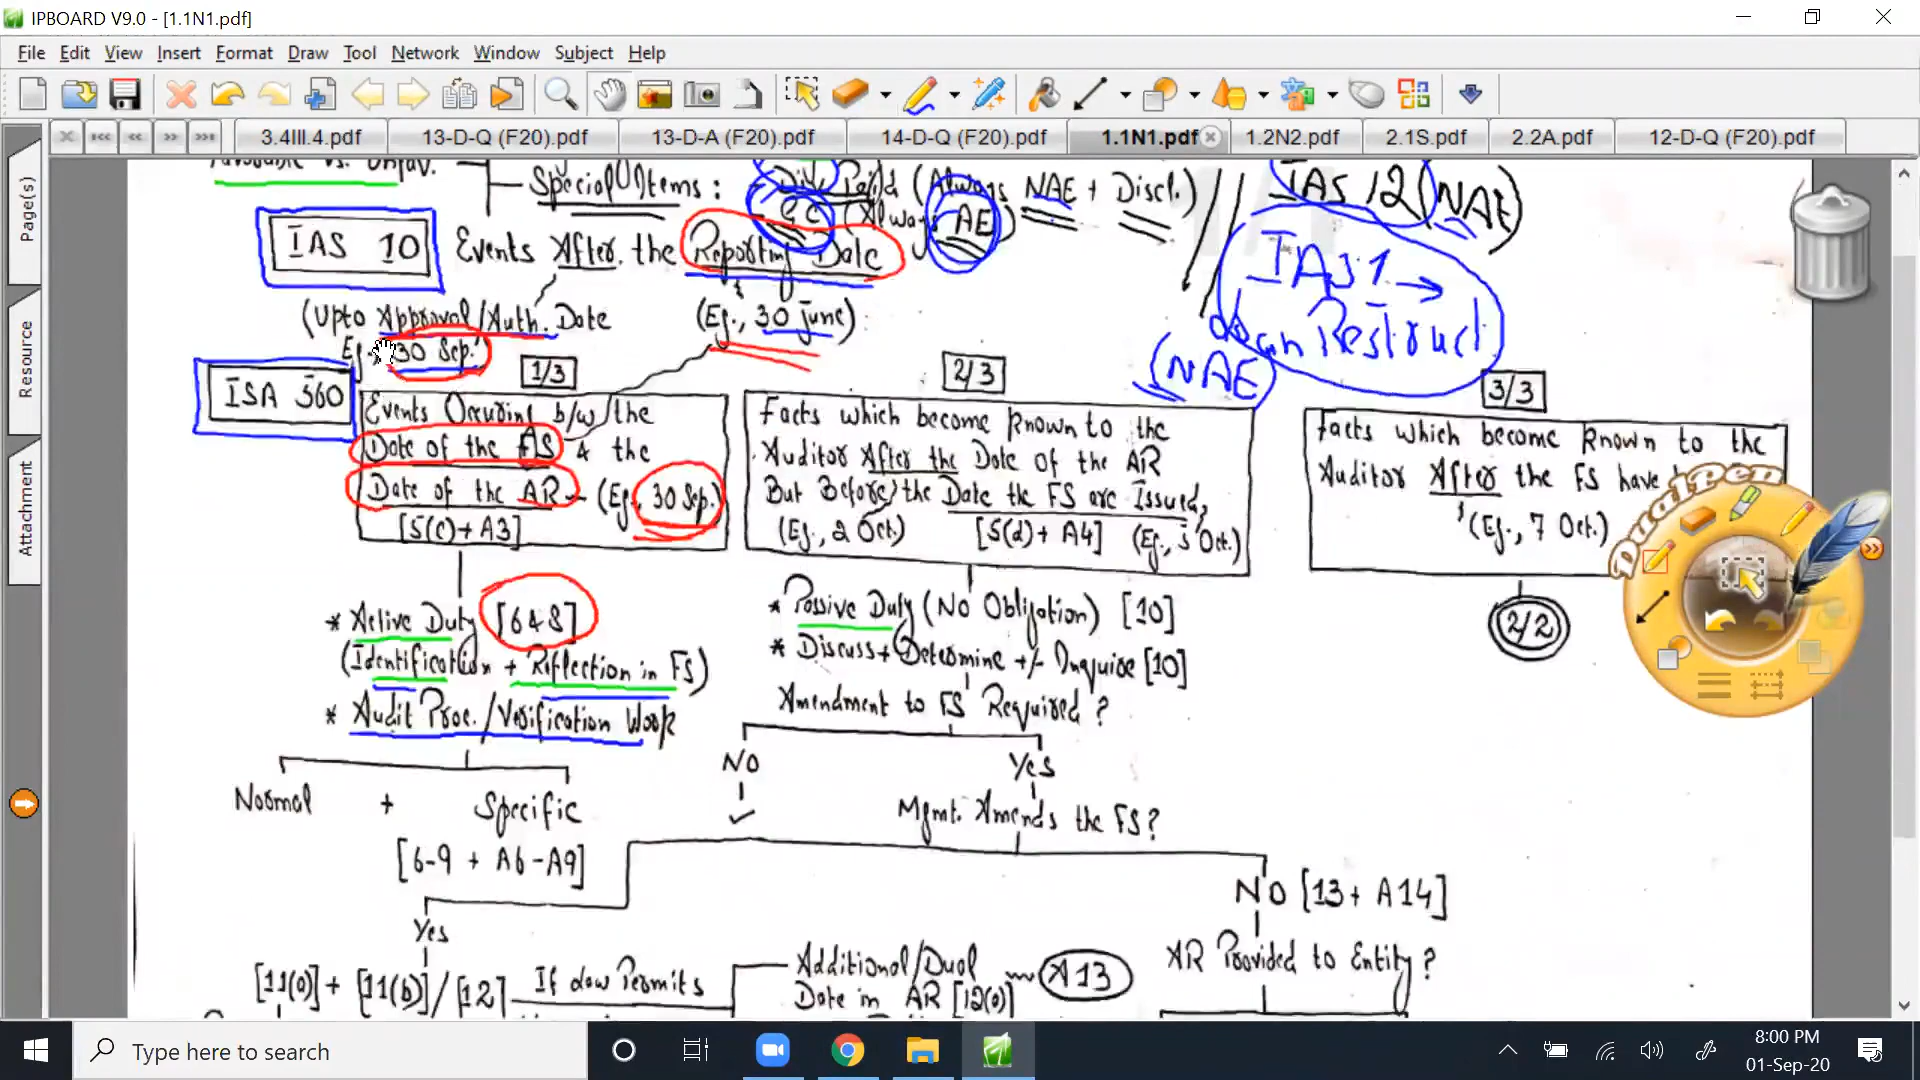 IPBOARD V9.0 - [1.1N1.pdf]
File Edit View Insert Format Draw Tool Network Window Subject Help
3.4III.4.pdf 13-D-Q (F20).pdf 13-D-A (F20).pdf 14-D-Q (F20).pdf 1.1N1.pdf 1.2N2.pdf 2.1S.pdf 2.2A.pdf 12-D-Q (F20).pdf
Page(s)
Resource
Attachment
Favourable vs. Unfav.
Special Items: Div. Paid (Always NAE + Discl.)
GC (Always AE)
IAS 12 (NAE)
IAS 10 Events After the Reporting Date
IAS 1 →
Restruct
(NAE)
(Upto Approval/Auth. Date
Eg. 30 Sep.
(Eg., 30 June)
ISA 560
1/3
Events Occuring b/w the
Date of the FS & the
Date of the AR - (Eg. 30 Sep.)
[5(c) + A3]
2/3
Facts which become known to the
Auditor After the Date of the AR
But Before the Date the FS are Issued,
(Eg., 2 Oct.) [5(d) + A4] (Eg., 5 Oct.)
3/3
Facts which become known to the
Auditor After the FS have
(Eg., 7 Oct.)
2/2
DualPen
* Active Duty [6&8]
(Identification + Reflection in FS)
* Audit Proc./Verification Work
Normal + Specific
[6-9 + A6-A9]
* Passive Duty (No Obligation) [10]
* Discuss + Determine +/- Inquire [10]
Amendment to FS Required?
NO
Yes
Mgmt. Amends the FS?
Yes
[11(a)] + [11(b)] / [12] If Law Permits
Additional/Dual
Date in AR [12(a)]
A13
NO [13 + A14]
AR Provided to Entity?
Type here to search
8:00 PM
01-Sep-20